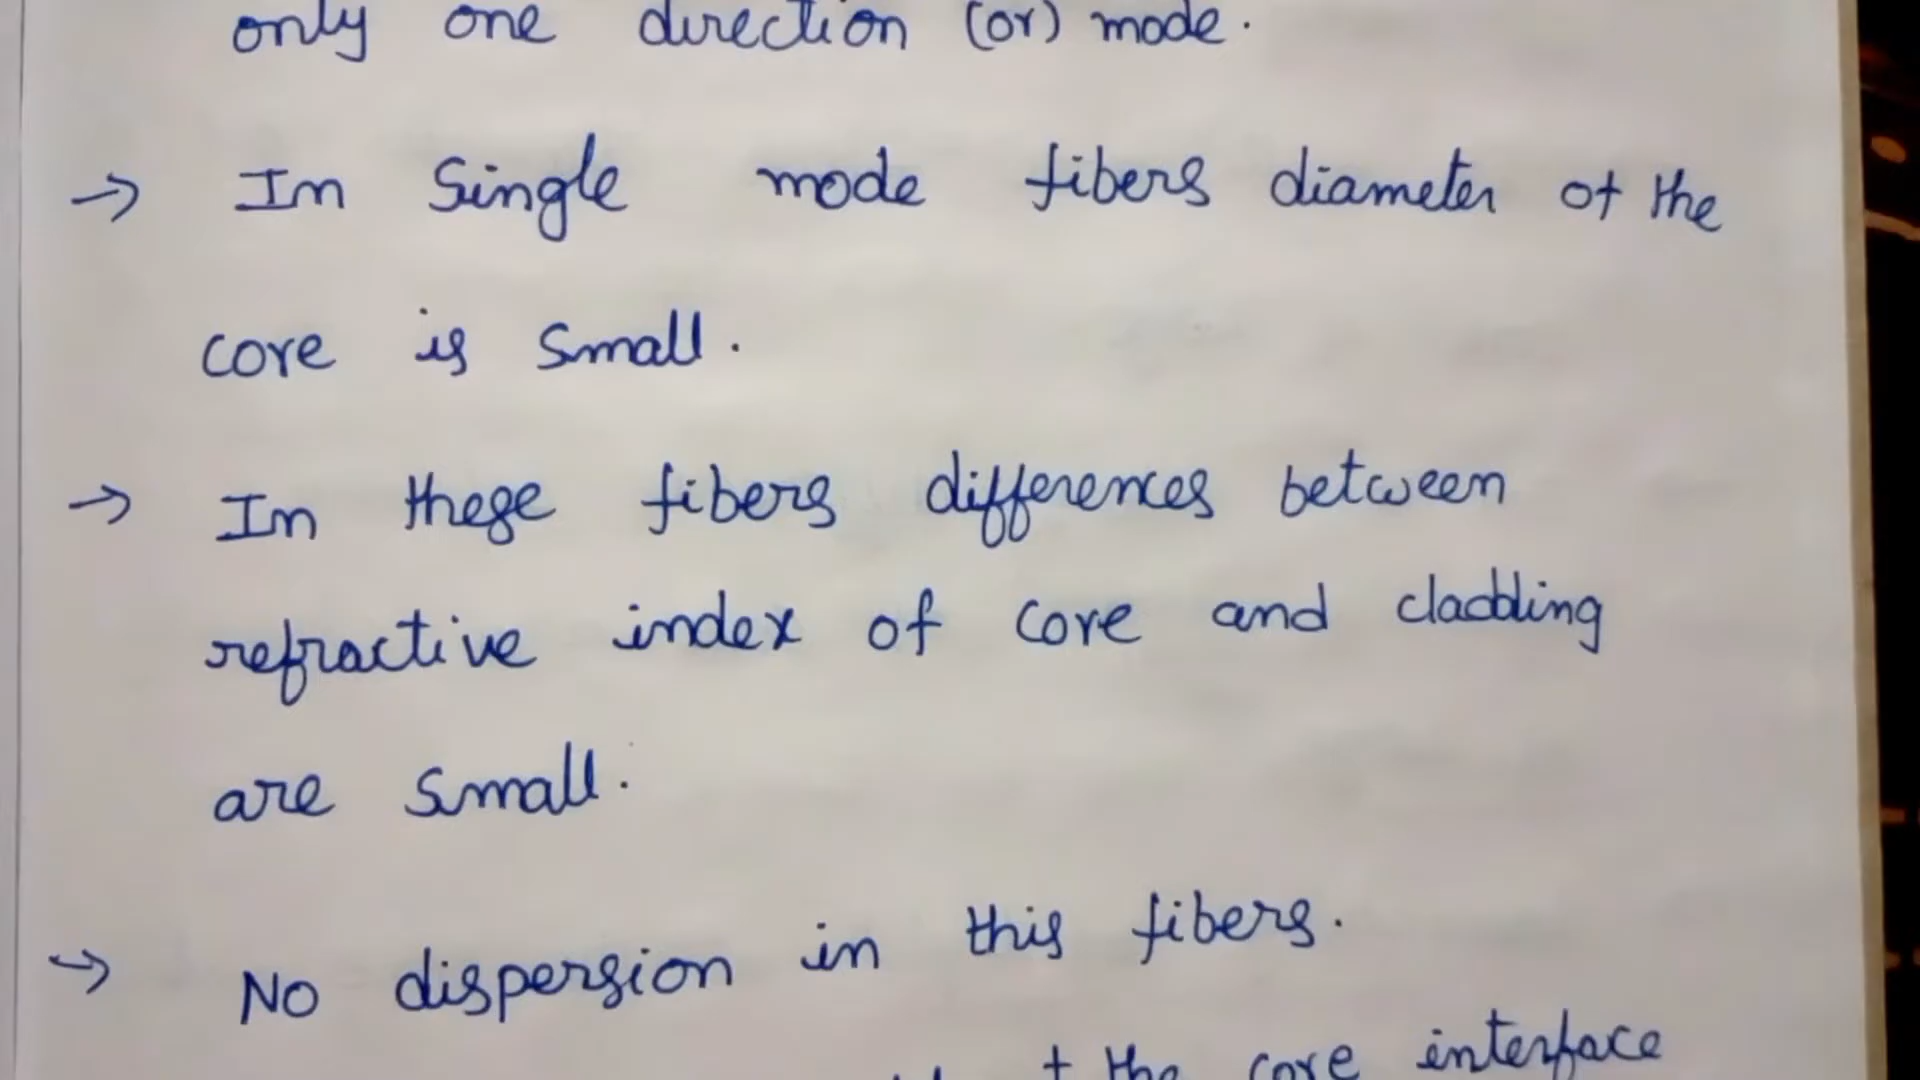 only one direction (or) mode.
→ In Single mode fibers diameter of the
core is Small.
→ In these fibers differences between
refractive index of core and cladding
are Small.
→ No dispersion in this fibers.
the core interface